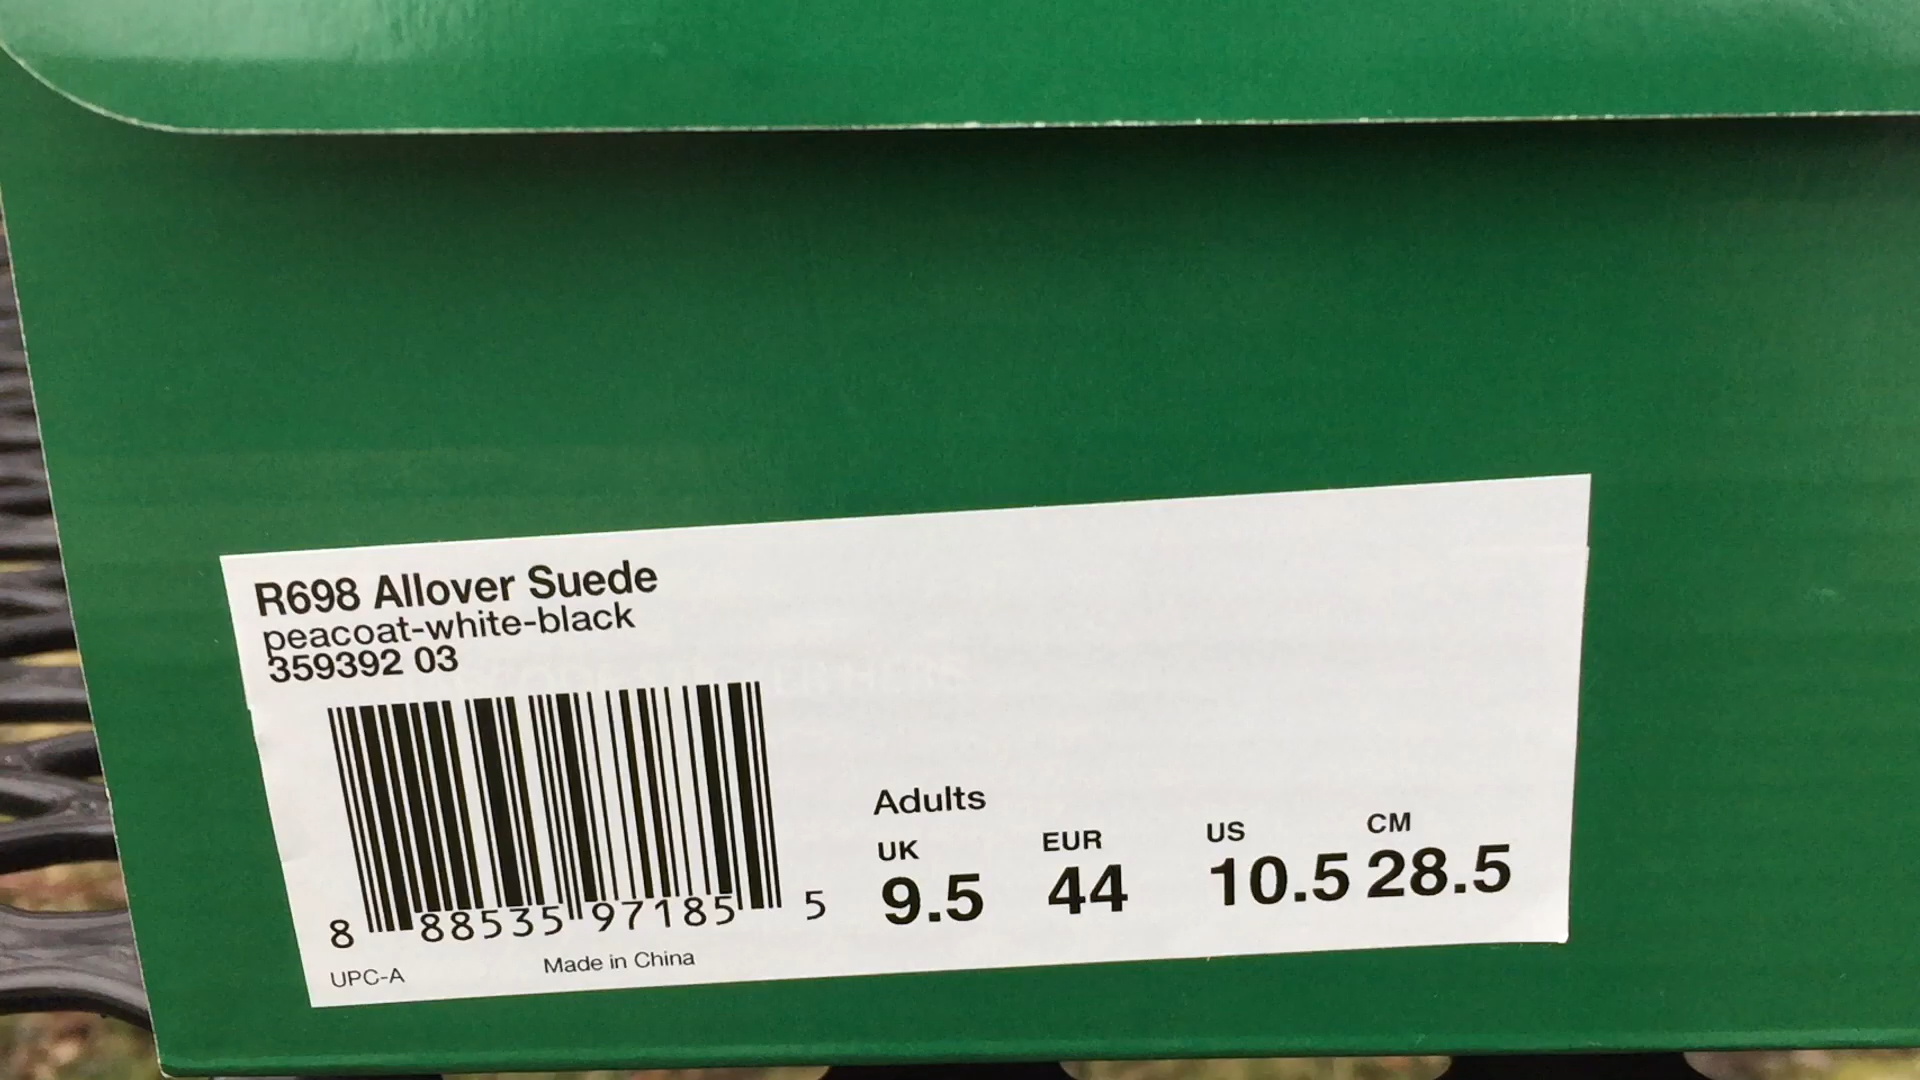 R698 Allover Suede
peacoat-white-black
359392 03
8 88535 97185 5
UPC-A
Made in China
Adults
UK EUR US CM
9.5 44 10.5 28.5